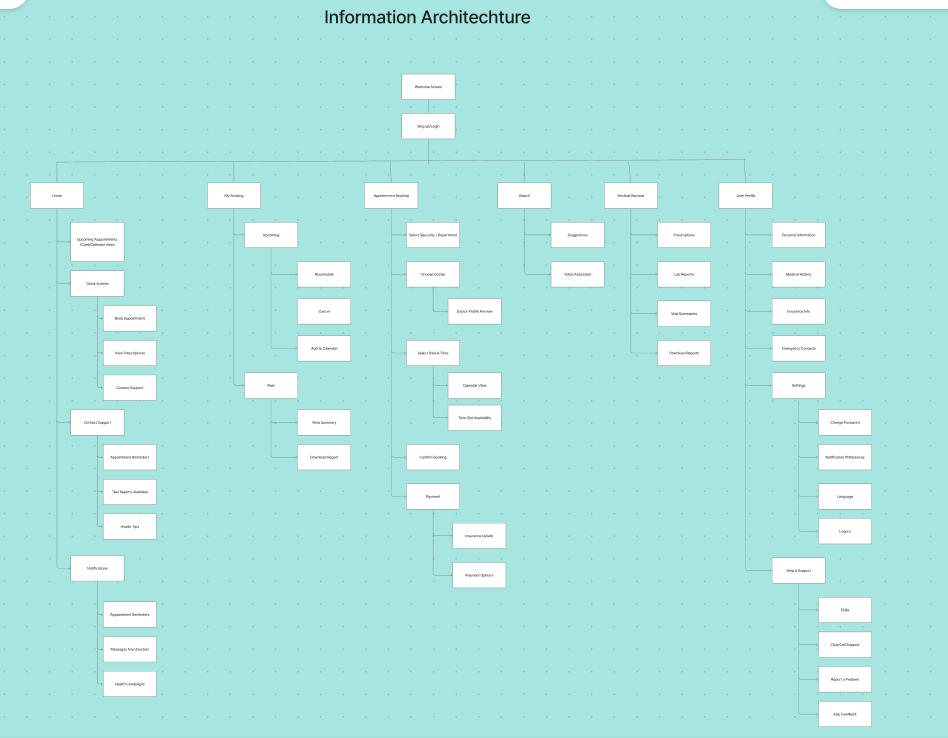 Information Architechture
Welcome Screen
Sing up/Login
Home
My Booking
Appointment Booking
Search
Medical Records
User Profile
Upcoming Appointments
(Card/Calendar view)
Quick Actions
Book Appointment
View Prescriptions
Contact Support
Contact Support
Appointment Reminders
Test Reports Available
Health Tips
Notifications
Appointment Reminders
Messages from Doctors
Health Campaigns
Upcoming
Reschedule
Cancel
Add to Calendar
Past
View Summary
Download Report
Select Specialty / Department
Choose Doctor
Doctor Profile Preview
Select Date & Time
Calendar View
Time Slot Availability
Confirm Booking
Payment
Insurance Details
Payment Options
Suggestions
Voice Assistant
Prescriptions
Lab Reports
Visit Summaries
Download Reports
Personal Information
Medical History
Insurance Info
Emergency Contacts
Settings
Change Password
Notification Preferences
Language
Logout
Help & Support
Chat/Call Support
Report a Problem
App Feedback